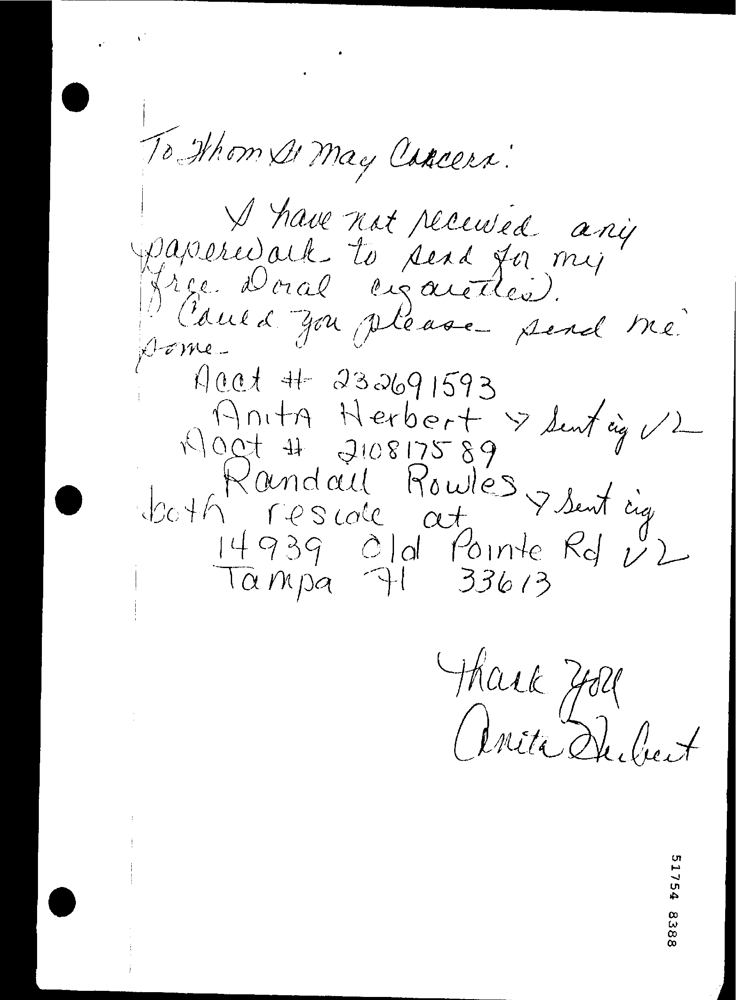 To Whom It May Concern:
I have not received any
paperwork to send for my
free Doral cigarettes).
Could you please send me
some.
Acct # 232691593
Anita Herbert → Sent cig √2
Acct # 210817589
Randall Rowles → Sent cig
both reside at
14939 Old Pointe Rd √2
Tampa Fl 33613
Thank You
Anita Herbert
51754 8388